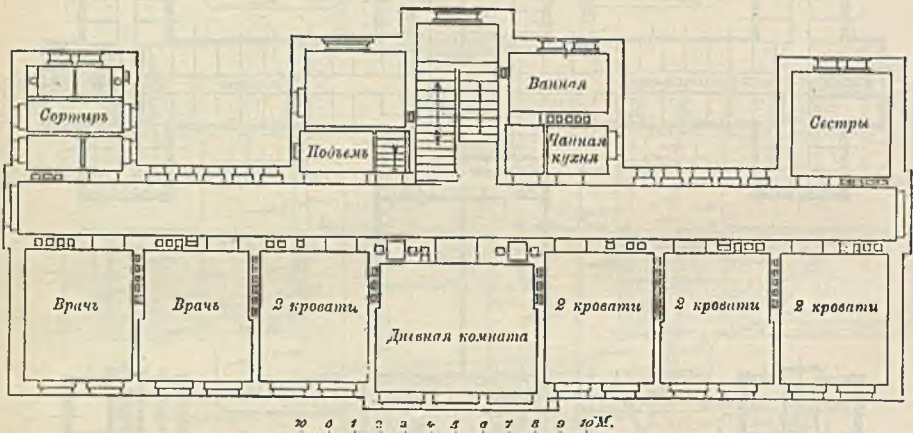 Ванная
Сортиръ
Чайная
кухня
Сестры
Подъемъ
Врачъ
Врачъ
2 кровати
Дневная комната
2 кровати
2 кровати
2 кровати
10 0 1 2 3 4 5 6 7 8 9 10 М.